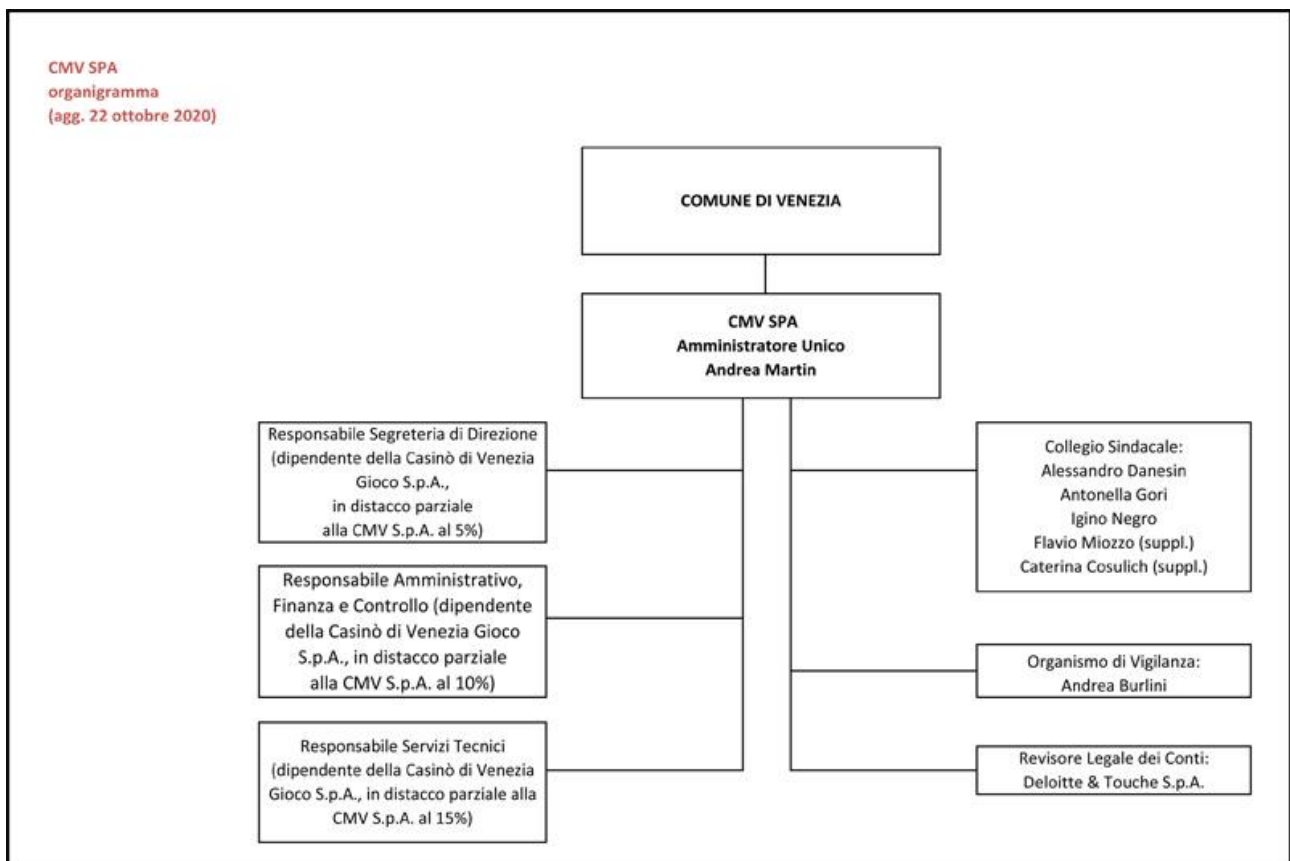 CMV SPA
organigramma
(agg. 22 ottobre 2020)
COMUNE DI VENEZIA
CMV SPA
Amministratore Unico
Andrea Martin
Responsabile Segreteria di Direzione
(dipendente della Casinò di Venezia
Gioco S.p.A.,
in distacco parziale
alla CMV S.p.A. al 5%)
Responsabile Amministrativo,
Finanza e Controllo (dipendente
della Casinò di Venezia Gioco
S.p.A., in distacco parziale
alla CMV S.p.A. al 10%)
Responsabile Servizi Tecnici
(dipendente della Casinò di Venezia
Gioco S.p.A., in distacco parziale alla
CMV S.p.A. al 15%)
Collegio Sindacale:
Alessandro Danesin
Antonella Gori
Igino Negro
Flavio Miozzo (suppl.)
Caterina Cosulich (suppl.)
Organismo di Vigilanza:
Andrea Burlini
Revisore Legale dei Conti:
Deloitte & Touche S.p.A.